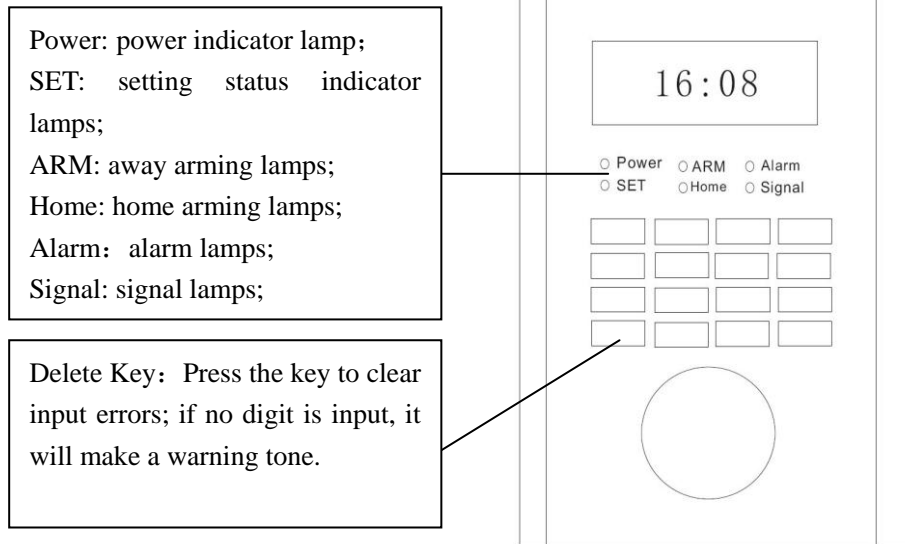 Power: power indicator lamp；
SET: setting status indicator
lamps;
ARM: away arming lamps;
Home: home arming lamps;
Alarm： alarm lamps;
Signal: signal lamps;
Delete Key：Press the key to clear
input errors; if no digit is input, it
will make a warning tone.
16:08
Power ARM Alarm
SET Home Signal